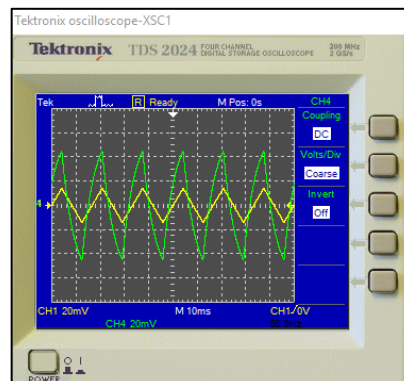 Tektronix oscilloscope-XSC1
Tektronix TDS 2024 FOUR CHANNEL DIGITAL STORAGE OSCILLOSCOPE 200 MHz 2 GS/s
Tek R Ready M Pos: 0s CH4
Coupling
DC
Volts/Div
Coarse
Invert
Off
4
CH1 20mV M 10ms CH1/0V
CH4 20mV
POWER